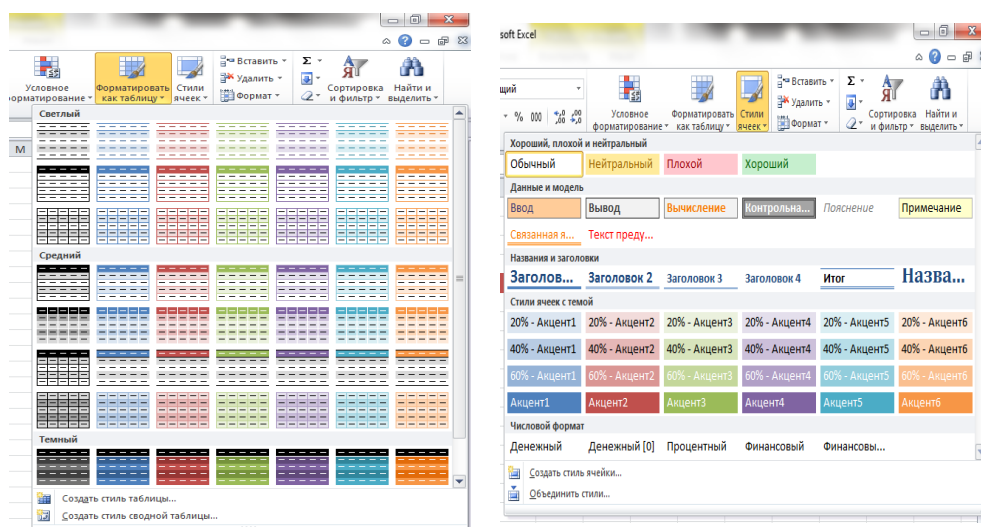 Вставить
Удалить
Формат
Σ
Условное
орматирование
Форматировать
как таблицу
Стили
ячеек
Сортировка
и фильтр
Найти и
выделить
Светлый
M
Средний
Темный
Создать стиль таблицы...
Создать стиль сводной таблицы...
soft Excel
щий
% 000 ,0 ,00
,00 ,0
Условное
форматирование
Форматировать
как таблицу
Стили
ячеек
Вставить
Удалить
Формат
Σ
Сортировка
и фильтр
Найти и
выделить
Хороший, плохой и нейтральный
Обычный Нейтральный Плохой Хороший
Данные и модель
Ввод Вывод Вычисление Контрольна... Пояснение Примечание
Связанная я... Текст преду...
Названия и заголовки
Заголов... Заголовок 2 Заголовок 3 Заголовок 4 Итог Назва...
Стили ячеек с темой
20% - Акцент1 20% - Акцент2 20% - Акцент3 20% - Акцент4 20% - Акцент5 20% - Акцент6
40% - Акцент1 40% - Акцент2 40% - Акцент3 40% - Акцент4 40% - Акцент5 40% - Акцент6
60% - Акцент1 60% - Акцент2 60% - Акцент3 60% - Акцент4 60% - Акцент5 60% - Акцент6
Акцент1 Акцент2 Акцент3 Акцент4 Акцент5 Акцент6
Числовой формат
Денежный Денежный [0] Процентный Финансовый Финансовы...
Создать стиль ячейки...
Объединить стили...